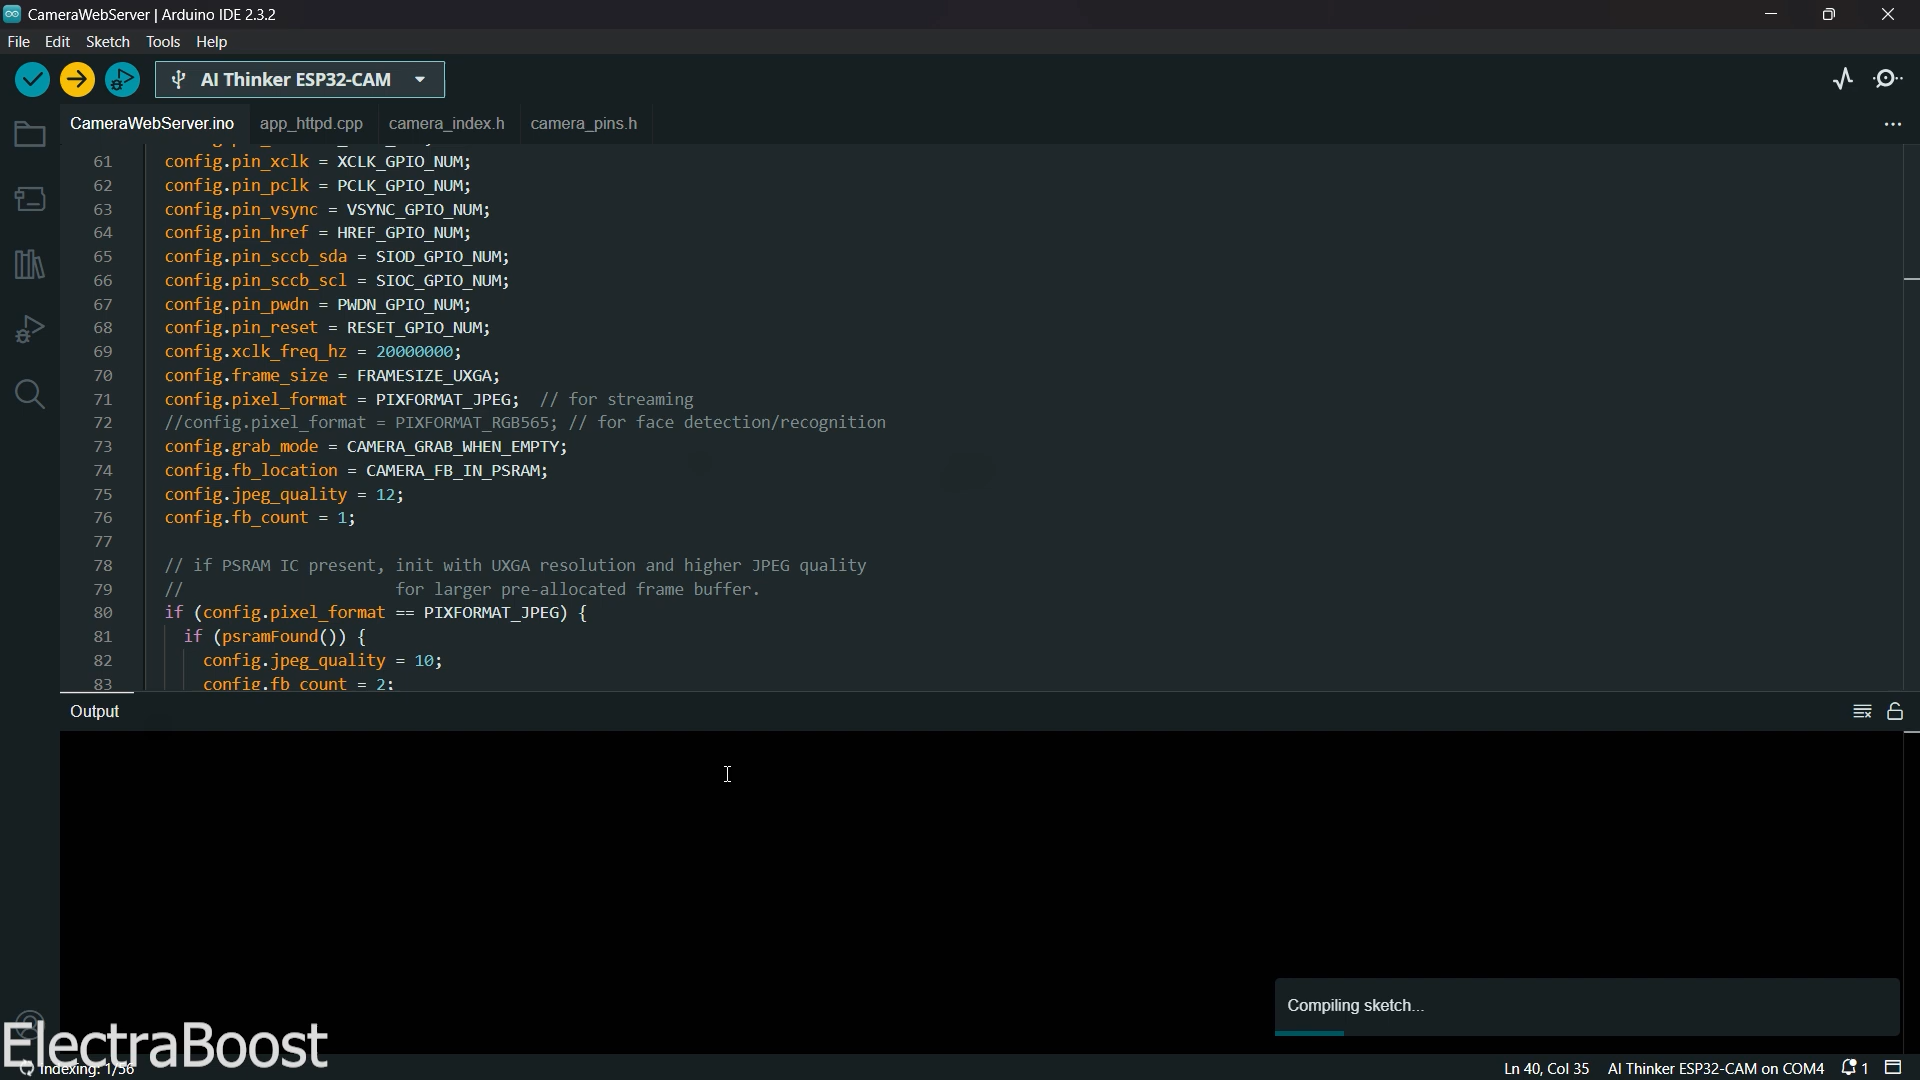 CameraWebServer | Arduino IDE 2.3.2
File Edit Sketch Tools Help
AI Thinker ESP32-CAM
CameraWebServer.ino app_httpd.cpp camera_index.h camera_pins.h
61 config.pin_xclk = XCLK_GPIO_NUM;
62 config.pin_pclk = PCLK_GPIO_NUM;
63 config.pin_vsync = VSYNC_GPIO_NUM;
64 config.pin_href = HREF_GPIO_NUM;
65 config.pin_sccb_sda = SIOD_GPIO_NUM;
66 config.pin_sccb_scl = SIOC_GPIO_NUM;
67 config.pin_pwdn = PWDN_GPIO_NUM;
68 config.pin_reset = RESET_GPIO_NUM;
69 config.xclk_freq_hz = 20000000;
70 config.frame_size = FRAMESIZE_UXGA;
71 config.pixel_format = PIXFORMAT_JPEG; // for streaming
72 //config.pixel_format = PIXFORMAT_RGB565; // for face detection/recognition
73 config.grab_mode = CAMERA_GRAB_WHEN_EMPTY;
74 config.fb_location = CAMERA_FB_IN_PSRAM;
75 config.jpeg_quality = 12;
76 config.fb_count = 1;
77
78 // if PSRAM IC present, init with UXGA resolution and higher JPEG quality
79 // for larger pre-allocated frame buffer.
80 if (config.pixel_format == PIXFORMAT_JPEG) {
81 if (psramFound()) {
82 config.jpeg_quality = 10;
83 config.fb_count = 2;
Output
Compiling sketch...
ElectraBoost
Indexing: 1/56
Ln 40, Col 35 AI Thinker ESP32-CAM on COM4 1